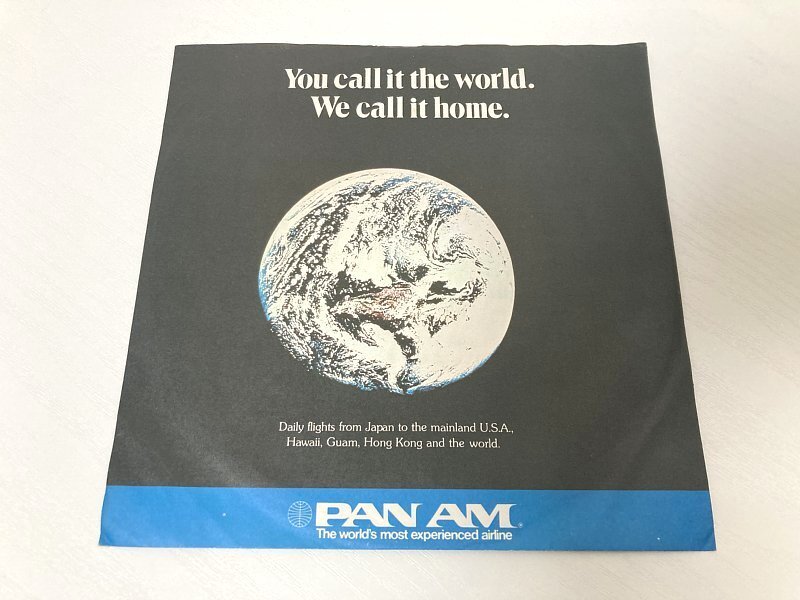 You call it the world.
We call it home.
Daily flights from Japan to the mainland U.S.A.,
Hawaii, Guam, Hong Kong and the world.
PAN AM®
The world's most experienced airline